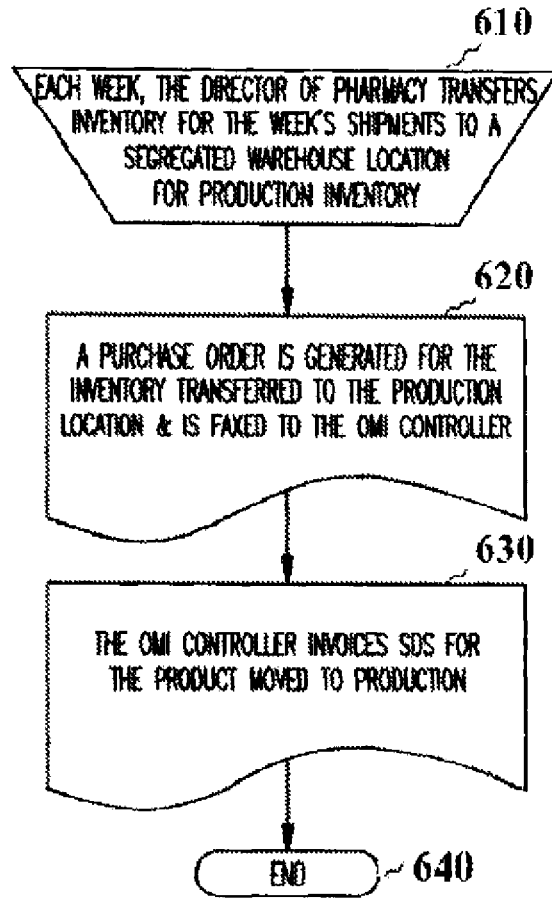 610
EACH WEEK, THE DIRECTOR OF PHARMACY TRANSFERS
INVENTORY FOR THE WEEK'S SHIPMENTS TO A
SEGREGATED WAREHOUSE LOCATION
FOR PRODUCTION INVENTORY
620
A PURCHASE ORDER IS GENERATED FOR THE
INVENTORY TRANSFERRED TO THE PRODUCTION
LOCATION & IS FAXED TO THE OMI CONTROLLER
630
THE OMI CONTROLLER INVOICES SDS FOR
THE PRODUCT MOVED TO PRODUCTION
END
640